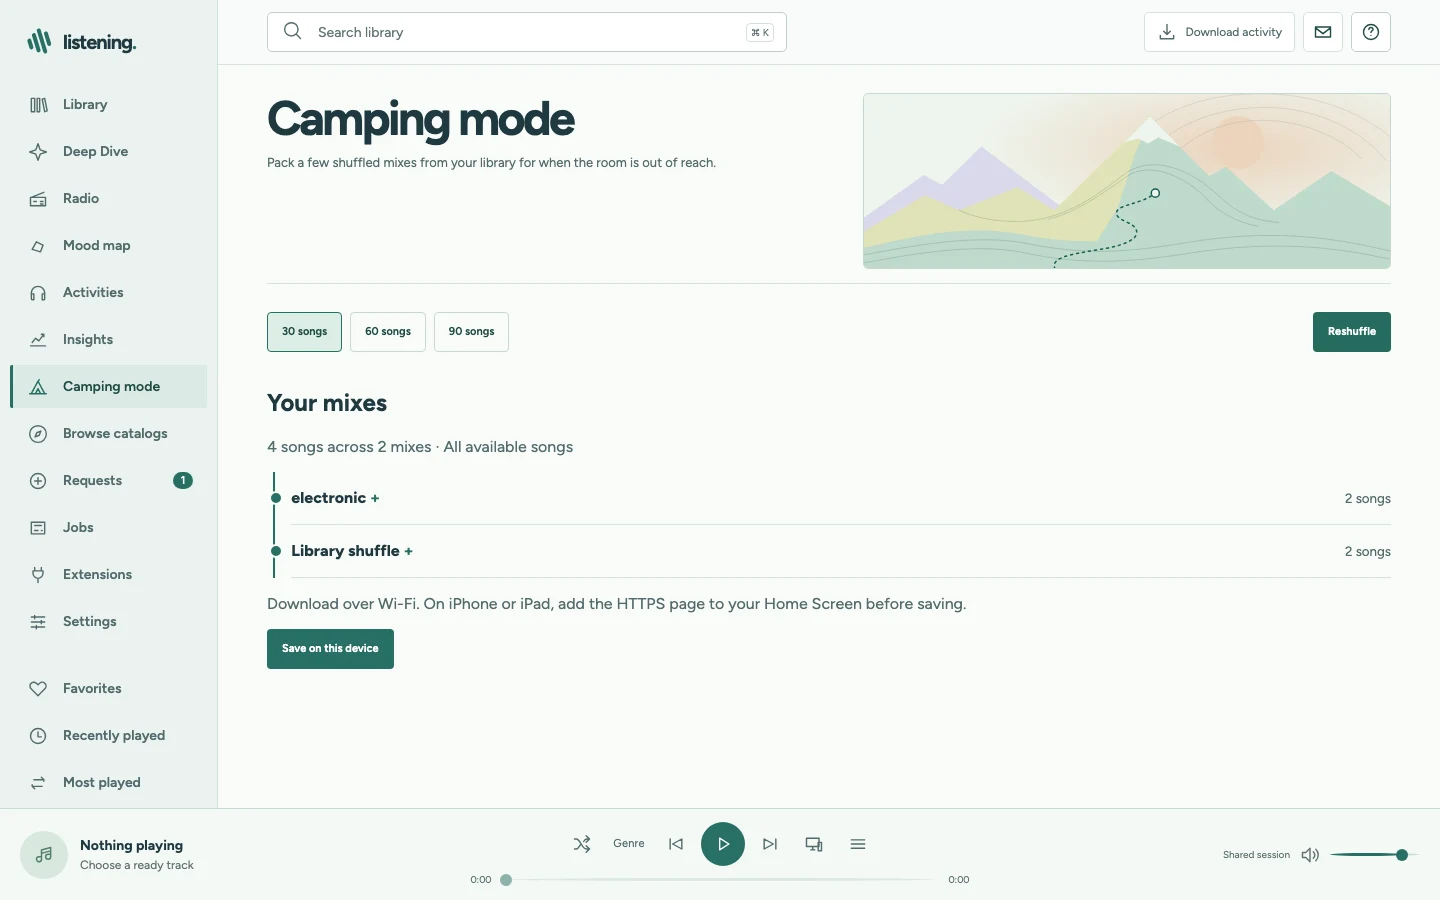 listening.
Search library
⌘ K
Download activity
Library
Deep Dive
Radio
Mood map
Activities
Insights
Camping mode
Browse catalogs
Requests 1
Jobs
Extensions
Settings
Favorites
Recently played
Most played
Camping mode
Pack a few shuffled mixes from your library for when the room is out of reach.
30 songs 60 songs 90 songs Reshuffle
Your mixes
4 songs across 2 mixes · All available songs
electronic + 2 songs
Library shuffle + 2 songs
Download over Wi-Fi. On iPhone or iPad, add the HTTPS page to your Home Screen before saving.
Save on this device
Nothing playing
Choose a ready track
Genre
0:00 0:00
Shared session